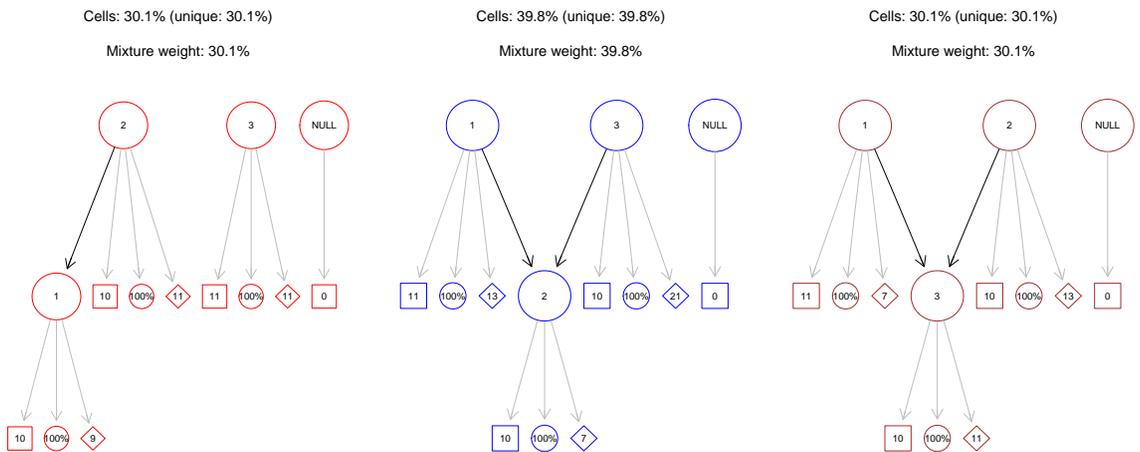 Cells: 30.1% (unique: 30.1%)
Mixture weight: 30.1%
2 3 NULL
1 10 100% 11 11 100% 11 0
10 100% 9
Cells: 39.8% (unique: 39.8%)
Mixture weight: 39.8%
1 3 NULL
11 100% 13 2 10 100% 21 0
10 100% 7
Cells: 30.1% (unique: 30.1%)
Mixture weight: 30.1%
1 2 NULL
11 100% 7 3 10 100% 13 0
10 100% 11